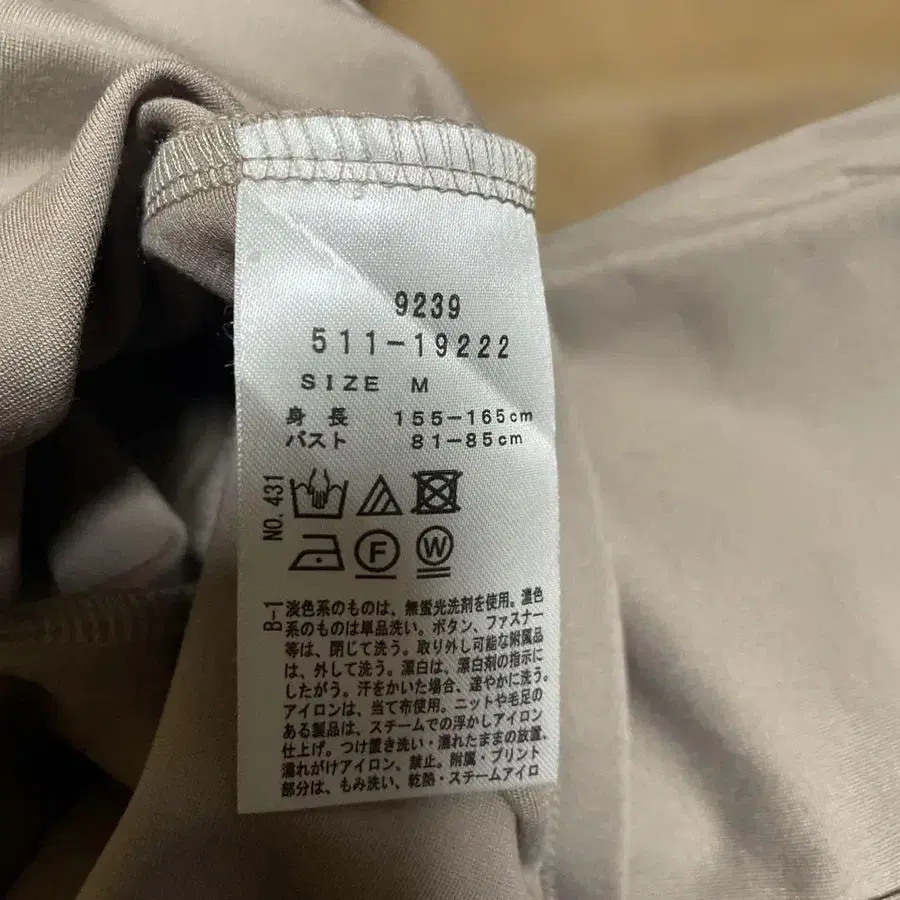 9239
511-19222
SIZE M
身長 155-165cm
バスト 81-85cm
NO. 431
F W
B-1
淡色系のものは、無蛍光洗剤を使用。濃色
系のものは単品洗い。ボタン、ファスナー
等は、閉じて洗う。取り外し可能な附属品
は、外して洗う。漂白は、漂白剤の指示に
したがう。汗をかいた場合、速やかに洗う。
アイロンは、当て布使用。ニットや毛足の
ある製品は、スチームでの浮かしアイロン
仕上げ。つけ置き洗い・濡れたままの放置、
濡れがけアイロン、禁止。附属・プリント
部分は、もみ洗い、乾熱・スチームアイロ